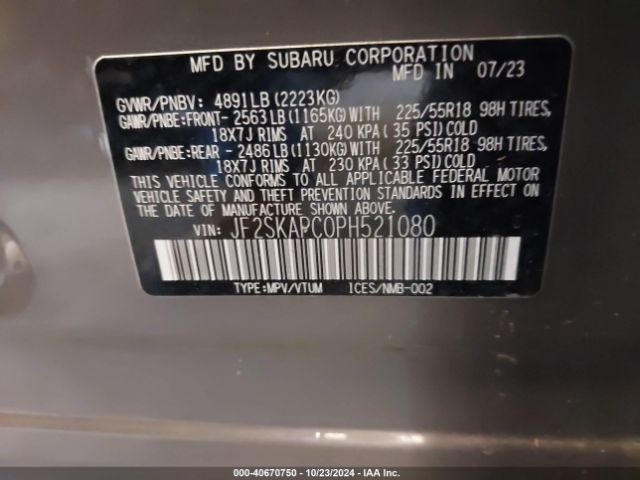 MFD BY SUBARU CORPORATION
MFD IN 07/23
GVWR/PNBV: 4891LB (2223KG)
GAWR/PNBE:FRONT- 2563LB (1165KG) WITH 225/55R18 98H TIRES,
18X7J RIMS AT 240 KPA ( 35 PSI) COLD
GAWR/PNBE:REAR - 2486LB (1130KG) WITH 225/55R18 98H TIRES,
18X7J RIMS AT 230 KPA ( 33 PSI) COLD
THIS VEHICLE CONFORMS TO ALL APPLICABLE FEDERAL MOTOR
VEHICLE SAFETY AND THEFT PREVENTION STANDARDS IN EFFECT ON
THE DATE OF MANUFACTURE SHOWN ABOVE.
VIN: JF2SKAPC0PH521080
TYPE:MPV/VTUM ICES/NMB-002
000-40670750 | 10/23/2024 | IAA Inc.